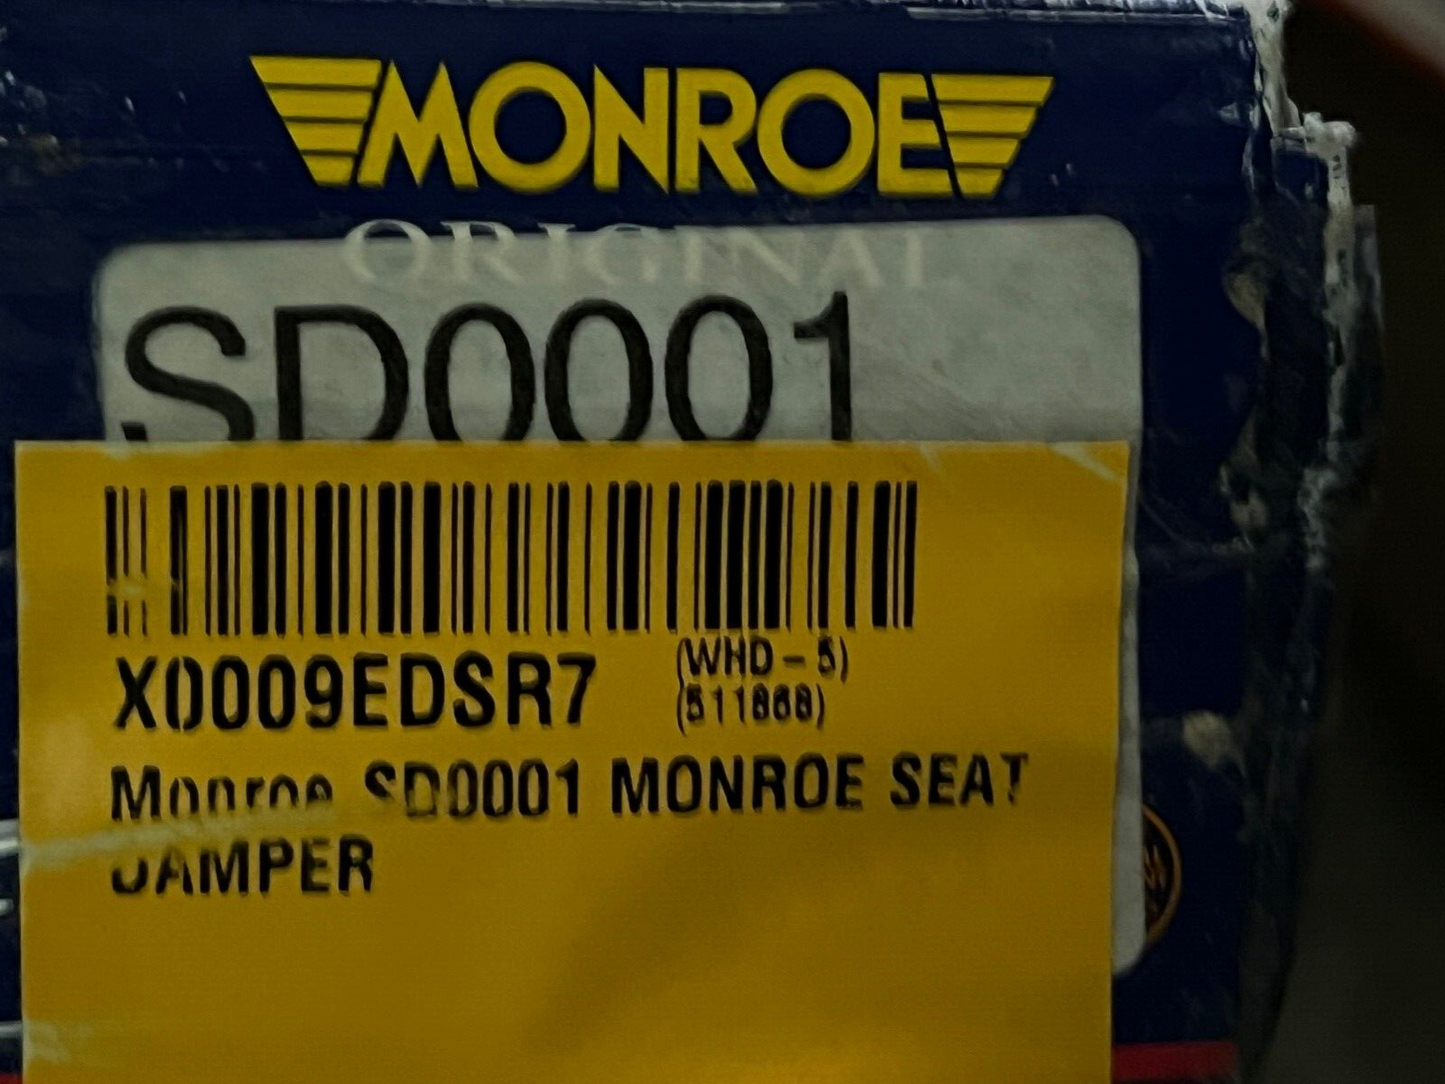 MONROE
ORIGINAL
SD0001
X0009EDSR7
(WHD-5)
(511868)
Monroe SD0001 MONROE SEAT
DAMPER